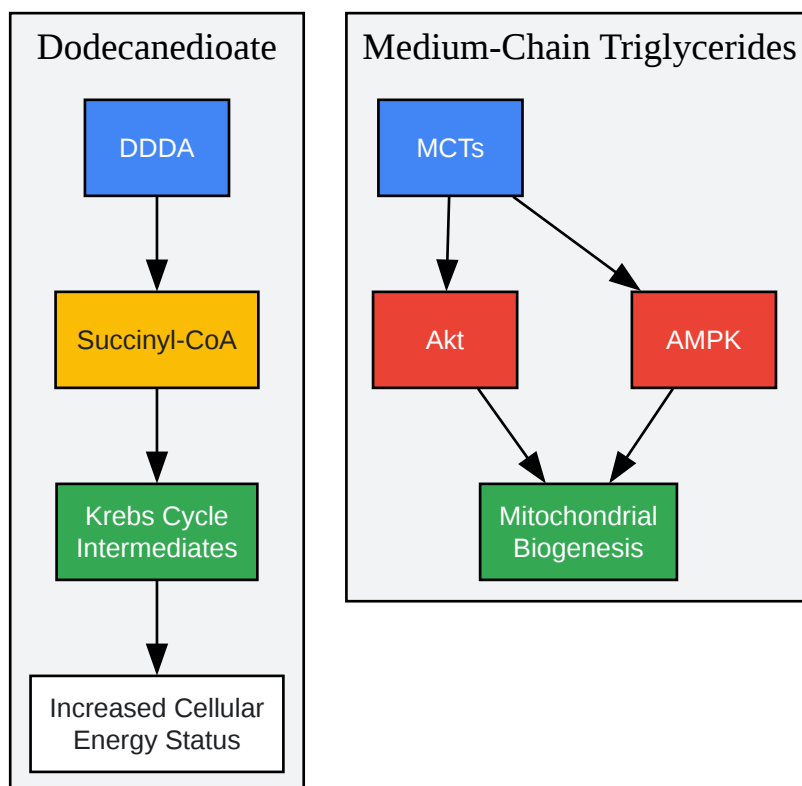 Dodecanedioate
DDDA
Succinyl-CoA
Krebs Cycle
Intermediates
Increased Cellular
Energy Status
Medium-Chain Triglycerides
MCTs
Akt
AMPK
Mitochondrial
Biogenesis